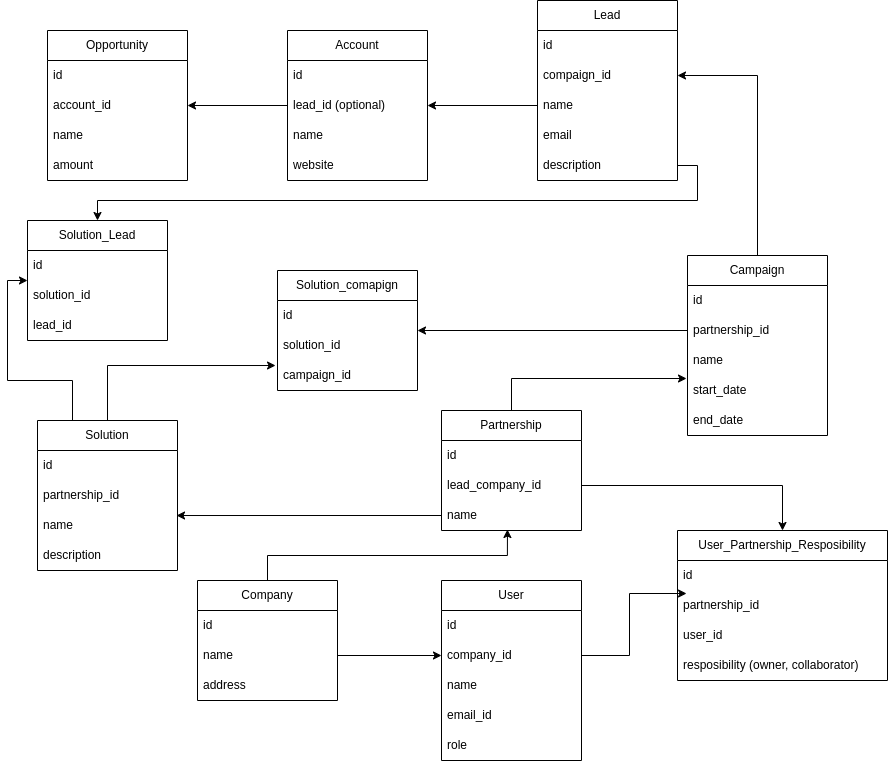 Lead
id
compaign_id
name
email
description
Opportunity
id
account_id
name
amount
Account
id
lead_id (optional)
name
website
Solution_Lead
id
solution_id
lead_id
Solution_comapign
id
solution_id
campaign_id
Campaign
id
partnership_id
name
start_date
end_date
Solution
id
partnership_id
name
description
Partnership
id
lead_company_id
name
User_Partnership_Resposibility
id
partnership_id
user_id
resposibility (owner, collaborator)
Company
id
name
address
User
id
company_id
name
email_id
role